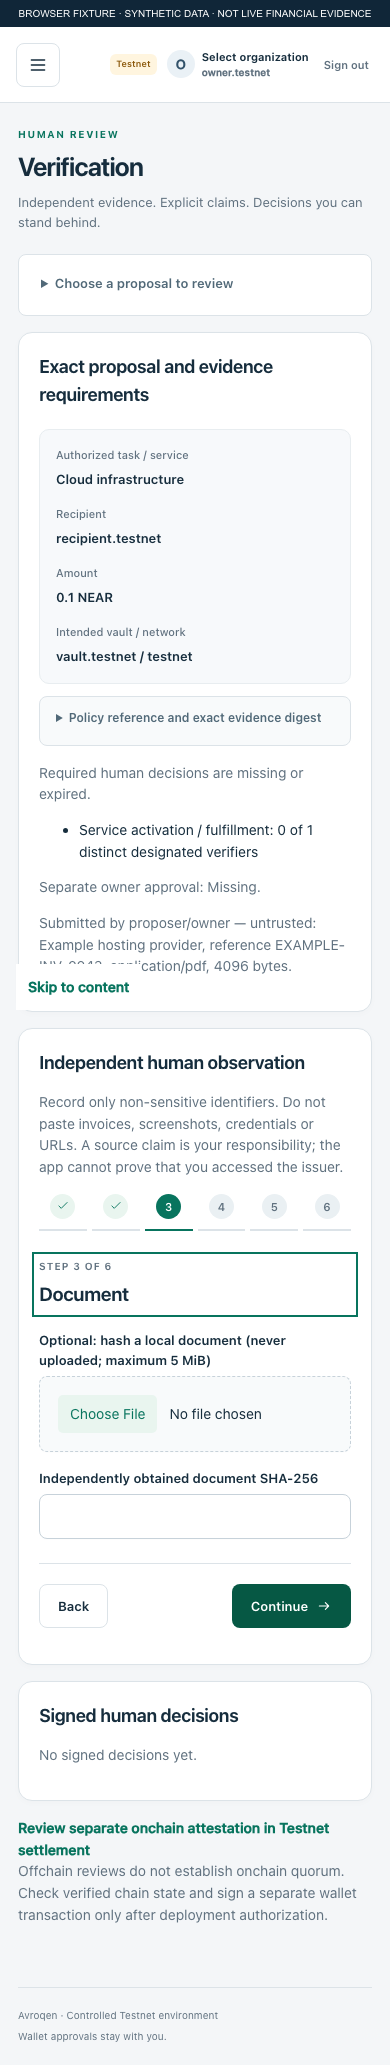 BROWSER FIXTURE · SYNTHETIC DATA · NOT LIVE FINANCIAL EVIDENCE
Testnet
O
Select organization
owner.testnet
Sign out
HUMAN REVIEW
Verification
Independent evidence. Explicit claims. Decisions you can
stand behind.
Choose a proposal to review
Exact proposal and evidence
requirements
Authorized task / service
Cloud infrastructure
Recipient
recipient.testnet
Amount
0.1 NEAR
Intended vault / network
vault.testnet / testnet
Policy reference and exact evidence digest
Required human decisions are missing or
expired.
• Service activation / fulfillment: 0 of 1
distinct designated verifiers
Separate owner approval: Missing.
Submitted by proposer/owner — untrusted:
Example hosting provider, reference EXAMPLE-
application/pdf, 4096 bytes.
Skip to content
Independent human observation
Record only non-sensitive identifiers. Do not
paste invoices, screenshots, credentials or
URLs. A source claim is your responsibility; the
app cannot prove that you accessed the issuer.
3 4 5 6
STEP 3 OF 6
Document
Optional: hash a local document (never
uploaded; maximum 5 MiB)
Choose File No file chosen
Independently obtained document SHA-256
Back
Continue →
Signed human decisions
No signed decisions yet.
Review separate onchain attestation in Testnet
settlement
Offchain reviews do not establish onchain quorum.
Check verified chain state and sign a separate wallet
transaction only after deployment authorization.
Avroqen · Controlled Testnet environment
Wallet approvals stay with you.